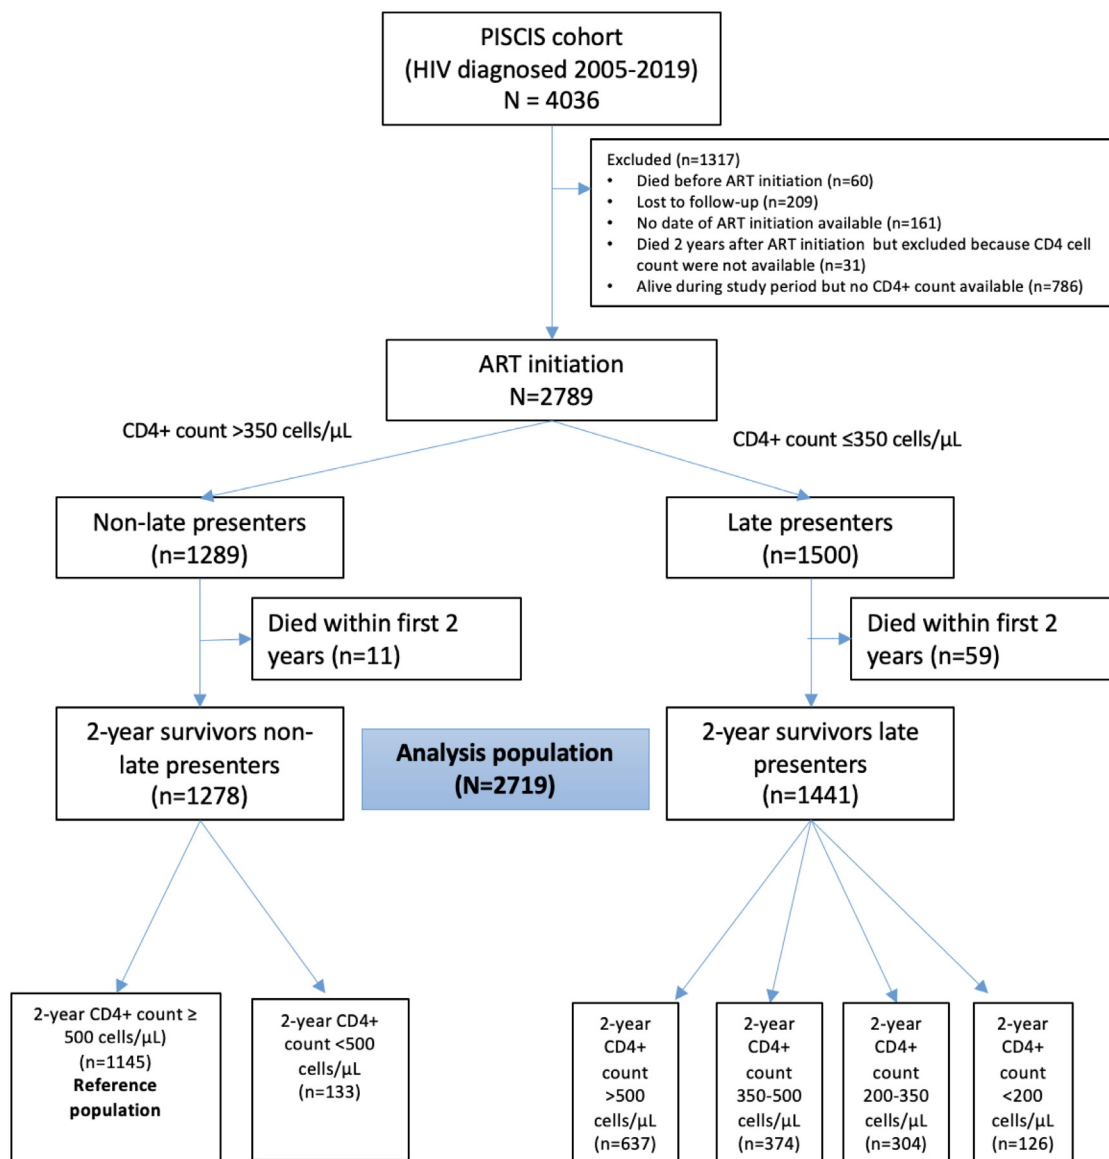 PISCIS cohort
(HIV diagnosed 2005-2019)
N = 4036
Excluded (n=1317)
• Died before ART initiation (n=60)
• Lost to follow-up (n=209)
• No date of ART initiation available (n=161)
• Died 2 years after ART initiation but excluded because CD4 cell
count were not available (n=31)
• Alive during study period but no CD4+ count available (n=786)
ART initiation
N=2789
CD4+ count >350 cells/µL
CD4+ count ≤350 cells/µL
Non-late presenters
(n=1289)
Late presenters
(n=1500)
Died within first 2
years (n=11)
Died within first 2
years (n=59)
2-year survivors non-
late presenters
(n=1278)
Analysis population
(N=2719)
2-year survivors late
presenters
(n=1441)
2-year CD4+ count ≥
500 cells/µL)
(n=1145)
Reference
population
2-year CD4+
count <500
cells/µL
(n=133)
2-year
CD4+
count
>500
cells/µL
(n=637)
2-year
CD4+
count
350-500
cells/µL
(n=374)
2-year
CD4+
count
200-350
cells/µL
(n=304)
2-year
CD4+
count
<200
cells/µL
(n=126)